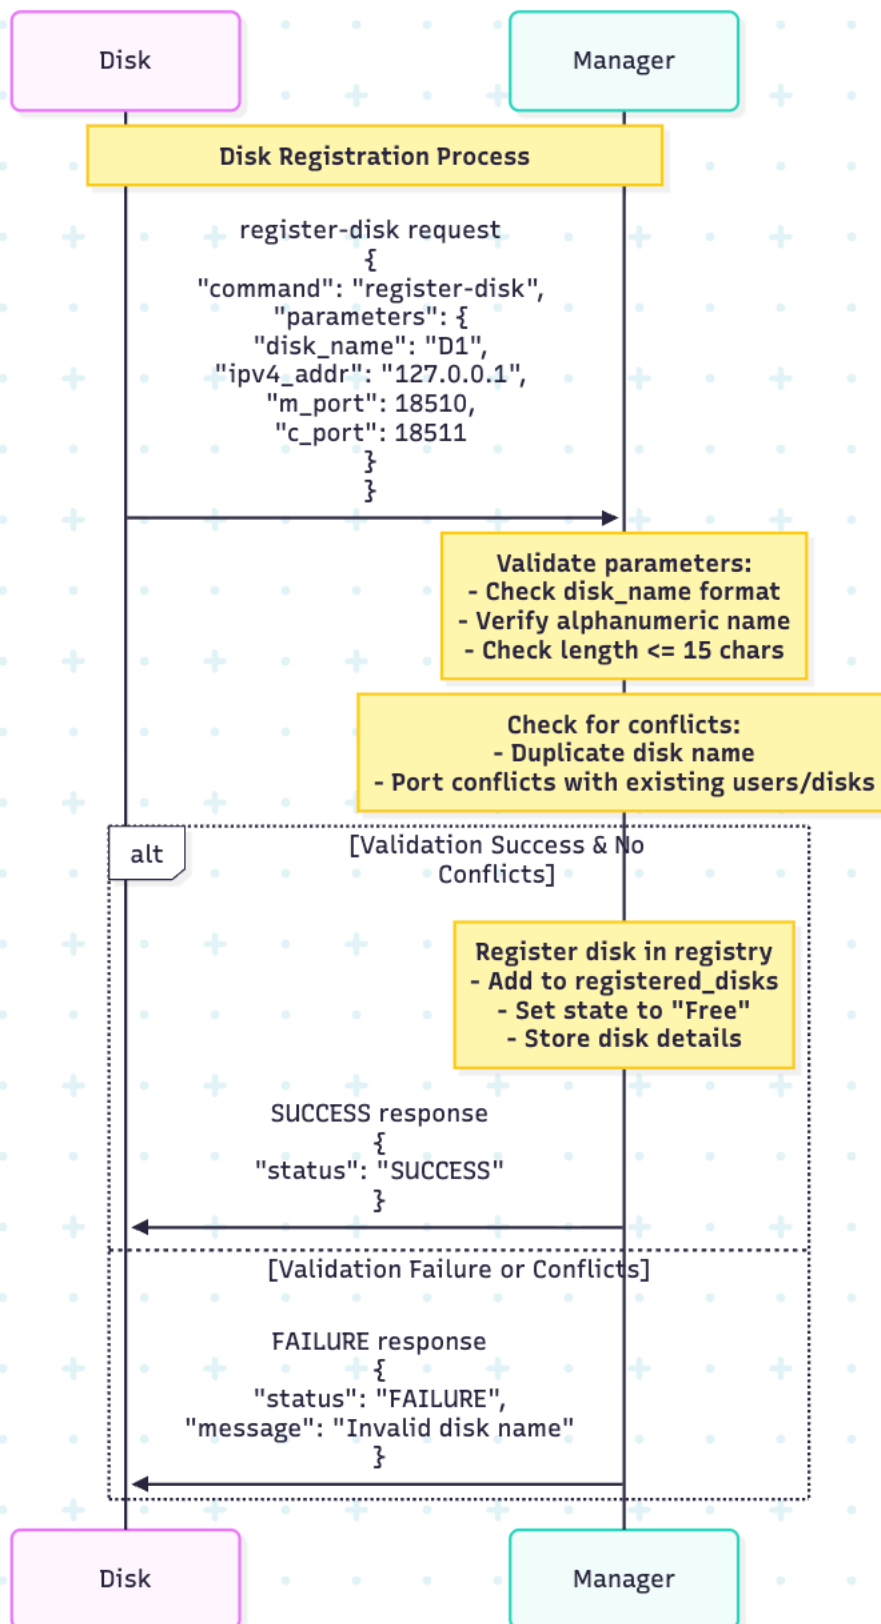 Disk
Manager
Disk Registration Process
register-disk request
{
"command": "register-disk",
"parameters": {
"disk_name": "D1",
"ipv4_addr": "127.0.0.1",
"m_port": 18510,
"c_port": 18511
}
}
Validate parameters:
- Check disk_name format
- Verify alphanumeric name
- Check length <= 15 chars
Check for conflicts:
- Duplicate disk name
- Port conflicts with existing users/disks
alt
[Validation Success & No
Conflicts]
Register disk in registry
- Add to registered_disks
- Set state to "Free"
- Store disk details
SUCCESS response
{
"status": "SUCCESS"
}
[Validation Failure or Conflicts]
FAILURE response
{
"status": "FAILURE",
"message": "Invalid disk name"
}
Disk
Manager